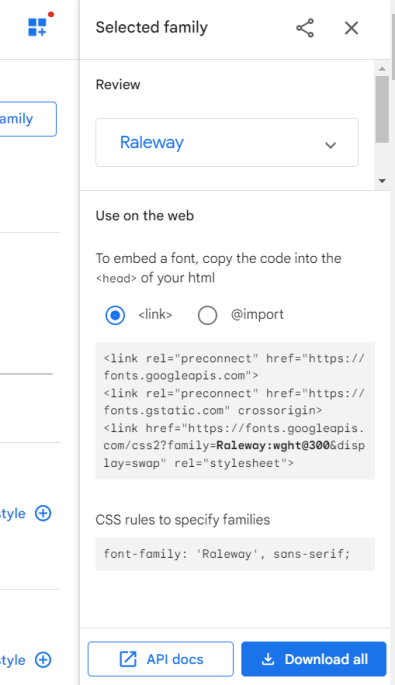 Selected family
Review
amily
Raleway
Use on the web
To embed a font, copy the code into the
<head> of your html
<link>
@import
<link rel="preconnect" href="https://
fonts.googleapis.com">
<link rel="preconnect" href="https://
fonts.gstatic.com" crossorigin>
<link href="https://fonts.googleapis.
com/css2?family=Raleway:wght@300&disp
lay=swap" rel="stylesheet">
style
CSS rules to specify families
font-family: 'Raleway', sans-serif;
style
API docs
Download all